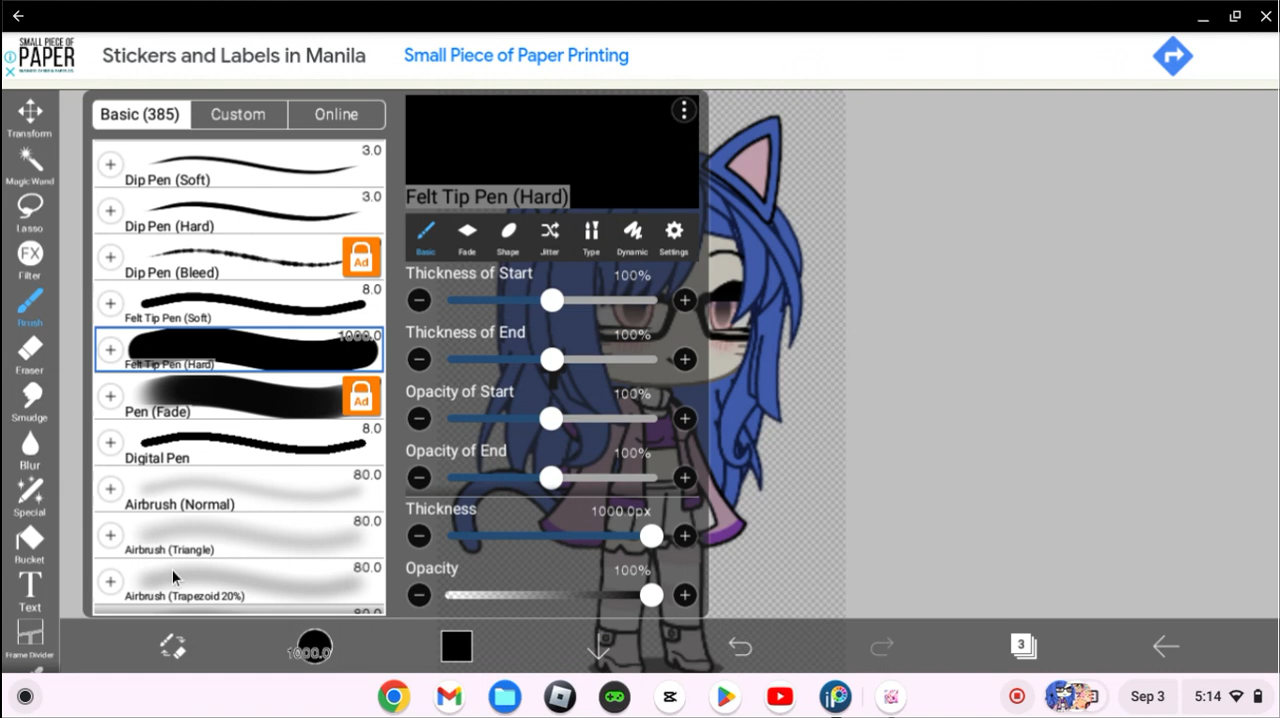 SMALL PIECE OF
PAPER
Stickers and Labels in Manila
Small Piece of Paper Printing
Transform
Magic Wand
Lasso
FX
Filter
Brush
Eraser
Smudge
Blur
Special
Bucket
T
Text
Frame Divider
Basic (385)
Custom
Online
3.0
Dip Pen (Soft)
3.0
Dip Pen (Hard)
Ad
Dip Pen (Bleed)
8.0
Felt Tip Pen (Soft)
1000.0
Felt Tip Pen (Hard)
Ad
Pen (Fade)
8.0
Digital Pen
80.0
Airbrush (Normal)
80.0
Airbrush (Triangle)
80.0
Airbrush (Trapezoid 20%)
80.0
Felt Tip Pen (Hard)
Basic
Fade
Shape
Jitter
Type
Dynamic
Settings
Thickness of Start 100%
Thickness of End 100%
Opacity of Start 100%
Opacity of End 100%
Thickness 1000.0px
Opacity 100%
1000.0
3
Sep 3
5:14